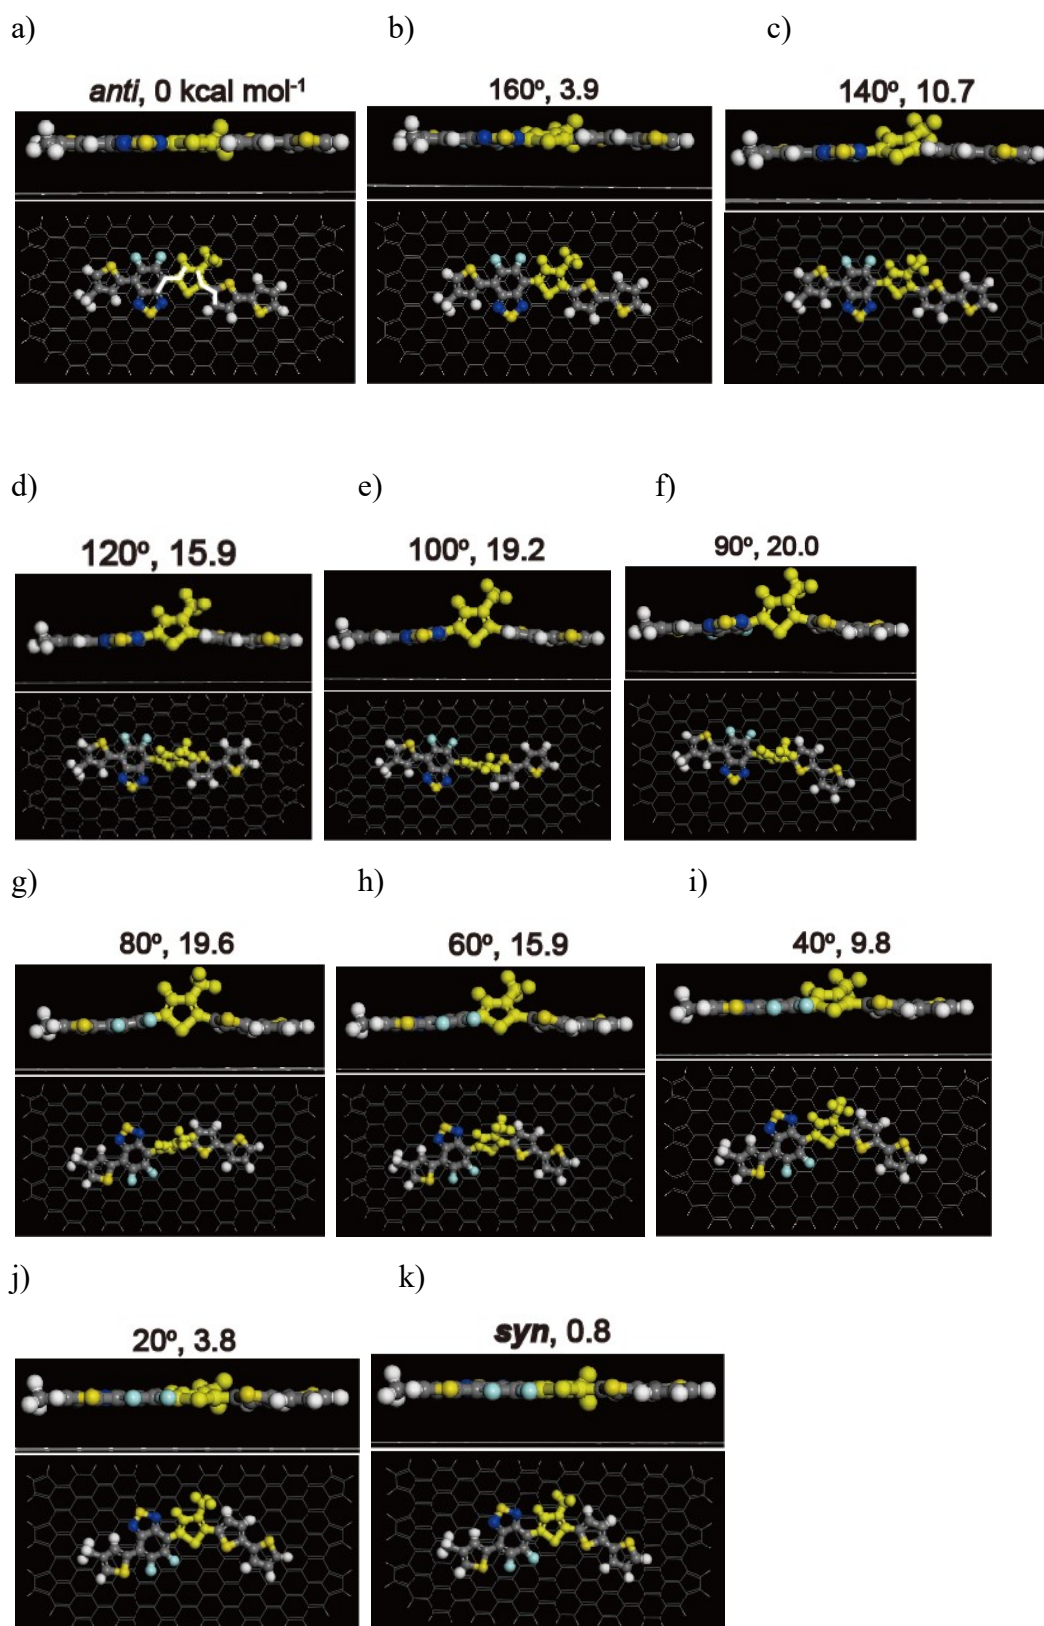 a) b) c)
anti, 0 kcal mol-1 160º, 3.9 140º, 10.7
d) e) f)
120º, 15.9 100º, 19.2 90º, 20.0
g) h) i)
80º, 19.6 60º, 15.9 40º, 9.8
j) k)
20º, 3.8 syn, 0.8